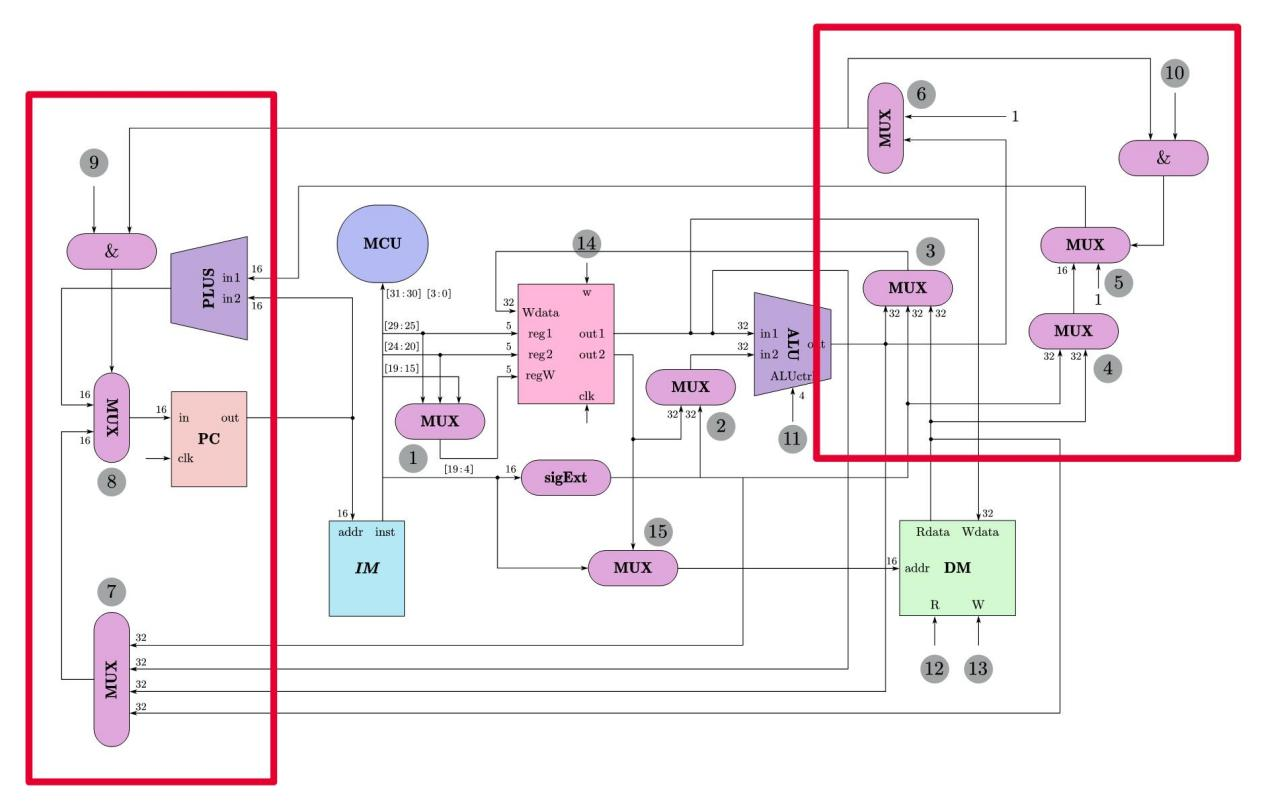 10
6
MUX
1
&
9
&
PLUS
in1
in2
16
16
MCU
[31:30] [3:0]
14
w
32
Wdata
[29:25]
5
reg1
out1
[24:20]
5
reg2
out2
[19:15]
5
regW
clk
32
in1
32
in2
ALU
out
ALUctrl
4
11
3
MUX
32
32
32
MUX
16
5
1
MUX
32
32
4
MUX
32
32
2
MUX
1
16
16
MUX
8
16
in
out
PC
clk
[19:4]
16
sigExt
16
addr
inst
IM
15
MUX
16
32
Rdata
Wdata
addr
DM
R
W
12
13
7
MUX
32
32
32
32